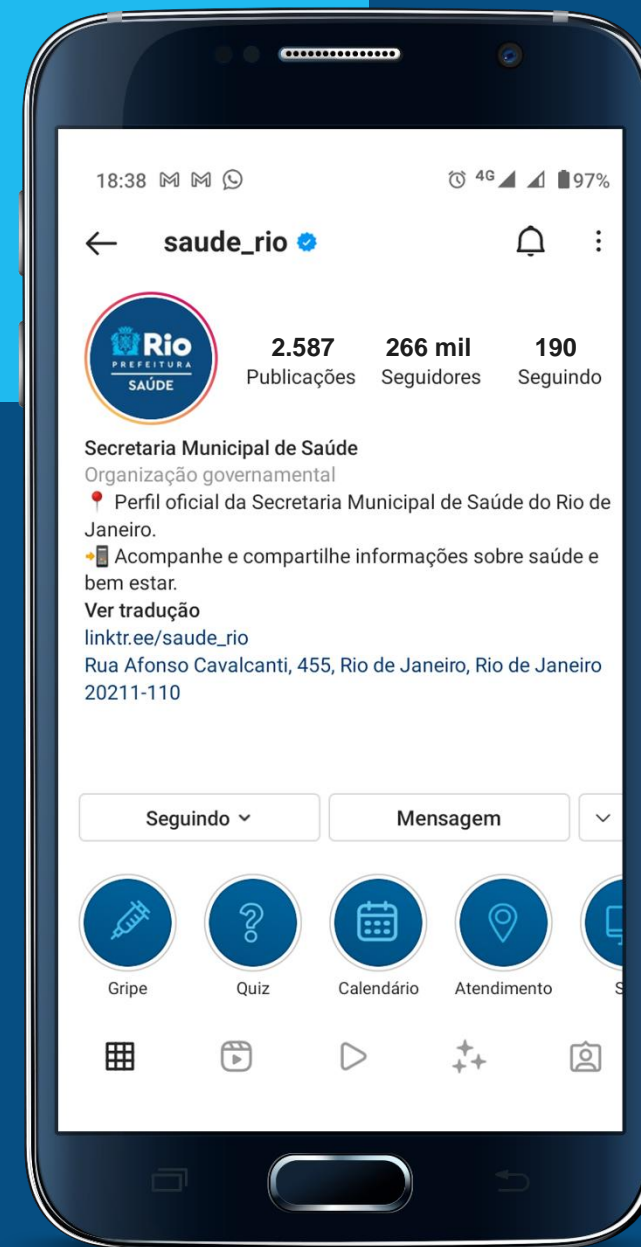 18:38
4G
97%
saude_rio
Rio
PREFEITURA
SAÚDE
2.587
Publicações
266 mil
Seguidores
190
Seguindo
Secretaria Municipal de Saúde
Organização governamental
Perfil oficial da Secretaria Municipal de Saúde do Rio de
Janeiro.
Acompanhe e compartilhe informações sobre saúde e
bem estar.
Ver tradução
linktr.ee/saude_rio
Rua Afonso Cavalcanti, 455, Rio de Janeiro, Rio de Janeiro
20211-110
Seguindo
Mensagem
Gripe
Quiz
Calendário
Atendimento
S